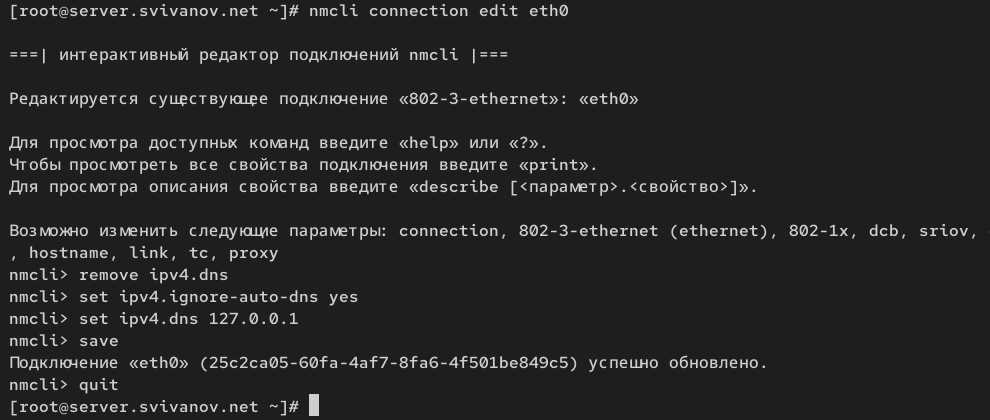 [root@server.svivanov.net ~]# nmcli connection edit eth0
===| интерактивный редактор подключений nmcli |===
Редактируется существующее подключение «802-3-ethernet»: «eth0»
Для просмотра доступных команд введите «help» или «?».
Чтобы просмотреть все свойства подключения введите «print».
Для просмотра описания свойства введите «describe [<параметр>.<свойство>]».
Возможно изменить следующие параметры: connection, 802-3-ethernet (ethernet), 802-1x, dcb, sriov,
, hostname, link, tc, proxy
nmcli> remove ipv4.dns
nmcli> set ipv4.ignore-auto-dns yes
nmcli> set ipv4.dns 127.0.0.1
nmcli> save
Подключение «eth0» (25c2ca05-60fa-4af7-8fa6-4f501be849c5) успешно обновлено.
nmcli> quit
[root@server.svivanov.net ~]#